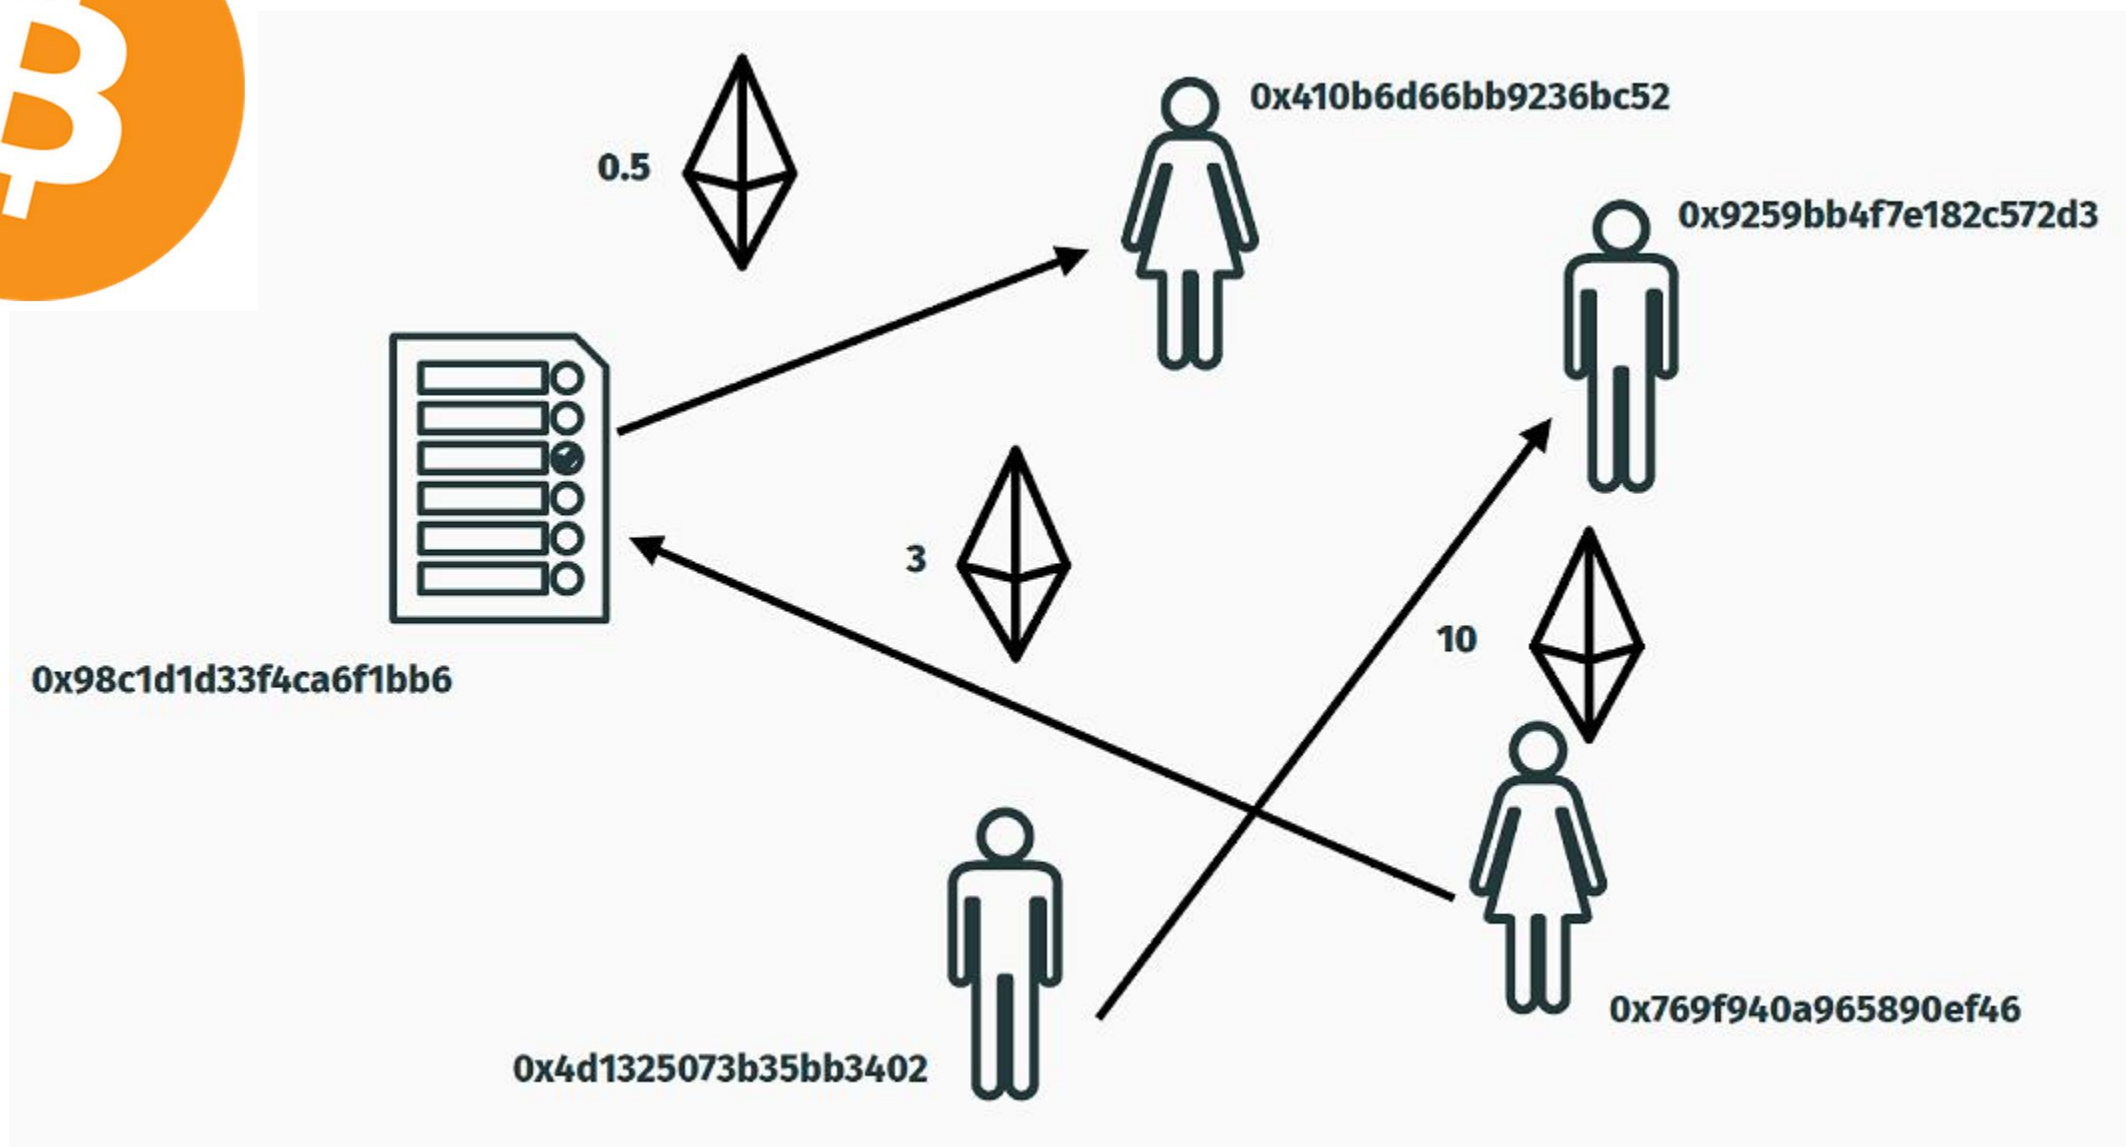 0x410b6d66bb9236bc52
0.5
0x9259bb4f7e182c572d3
3
10
0x98c1d1d33f4ca6f1bb6
0x769f940a965890ef46
0x4d1325073b35bb3402